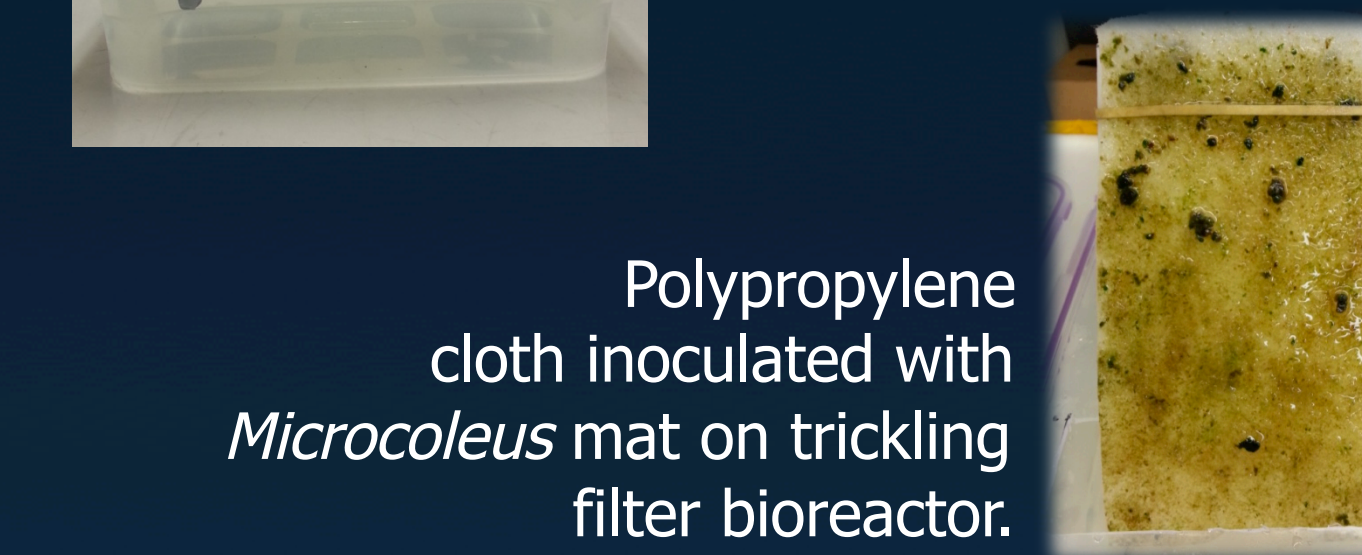 Polypropylene
cloth inoculated with
Microcoleus mat on trickling
filter bioreactor.